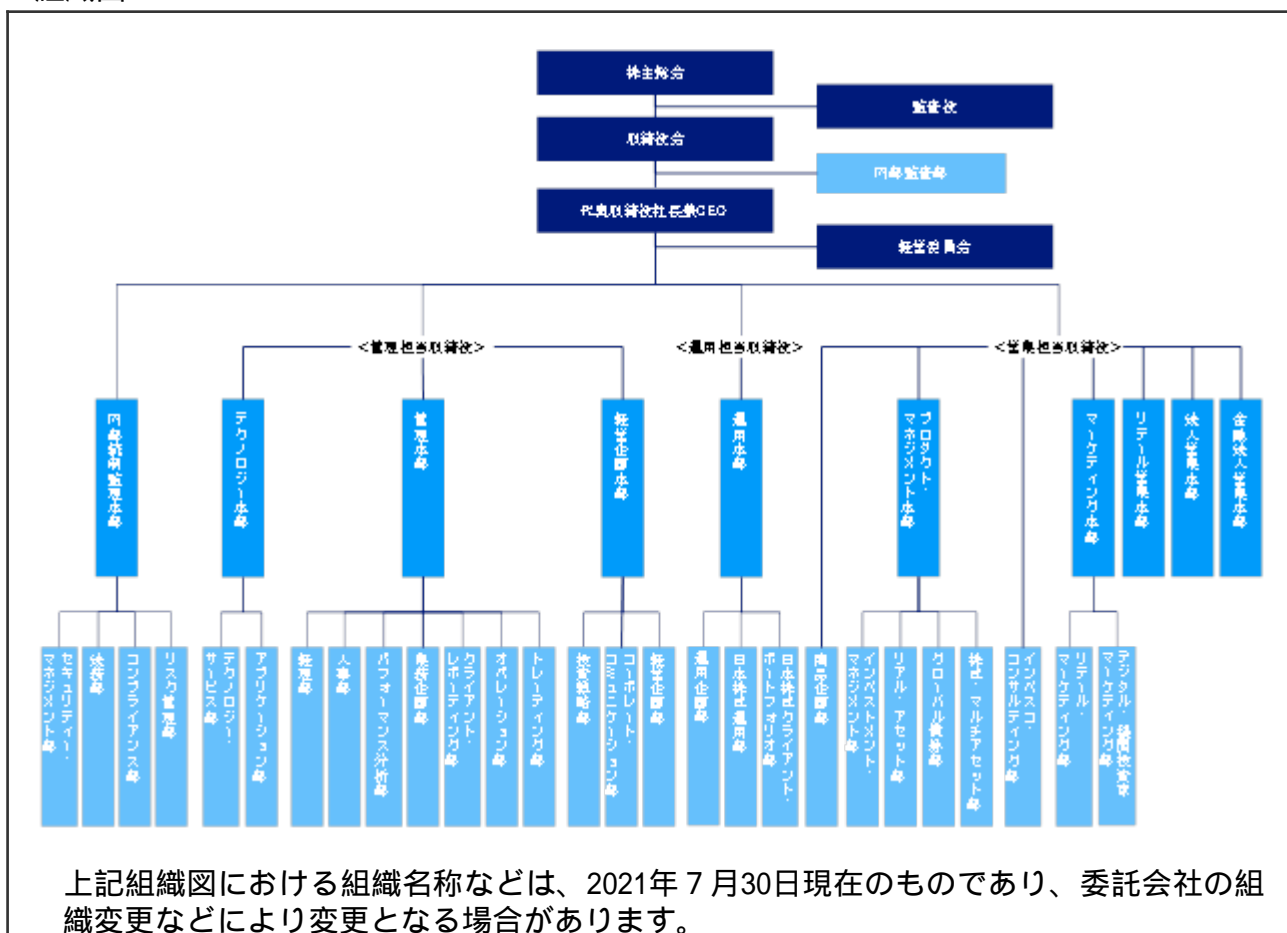 株主総会
監査役
取締役会
内部監査部
代表取締役社長兼CEO
経営委員会
<管理担当取締役>
<運用担当取締役>
<営業担当取締役>
内部統制監理本部
テクノロジー本部
管理本部
経営企画本部
運用本部
プロダクト・
マネジメント本部
マーケティング本部
リテール営業本部
法人営業本部
金融法人営業本部
セキュリティー・
マネジメント部
法務部
コンプライアンス部
リスク管理部
テクノロジー・
サービス部
アプリケーション部
経理部
人事部
パフォーマンス分析部
業務企画部
クライアント・
レポーティング部
オペレーション部
トレーディング部
投資戦略部
コーポレート・
コミュニケーション部
経営企画部
運用企画部
日本株式運用部
日本株式クライアント・
ポートフォリオ部
商品企画部
インベストメント・
マネジメント部
リアル・アセット部
グローバル債券部
株式・マルチアセット部
インベスコ・
コンサルティング部
リテール・
マーケティング部
デジタル・機関投資家
マーケティング部
上記組織図における組織名称などは、2021年7月30日現在のものであり、委託会社の組
織変更などにより変更となる場合があります。